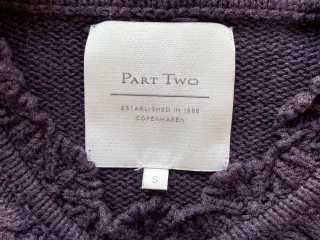 PART TWO
ESTABLISHED IN 1986
COPENHAGEN
S